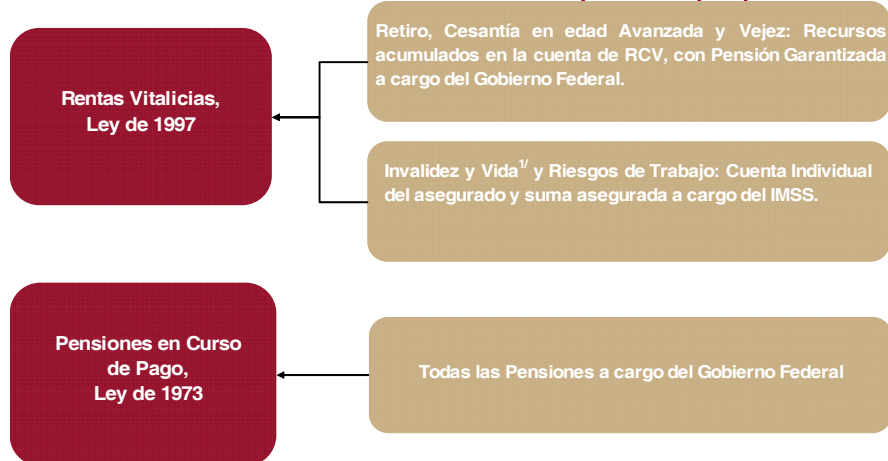 Rentas Vitalicias,
Ley de 1997
Retiro, Cesantía en edad Avanzada y Vejez: Recursos
acumulados en la cuenta de RCV, con Pensión Garantizada
a cargo del Gobierno Federal.
Invalidez y Vida1/ y Riesgos de Trabajo: Cuenta Individual
del asegurado y suma asegurada a cargo del IMSS.
Pensiones en Curso
de Pago,
Ley de 1973
Todas las Pensiones a cargo del Gobierno Federal